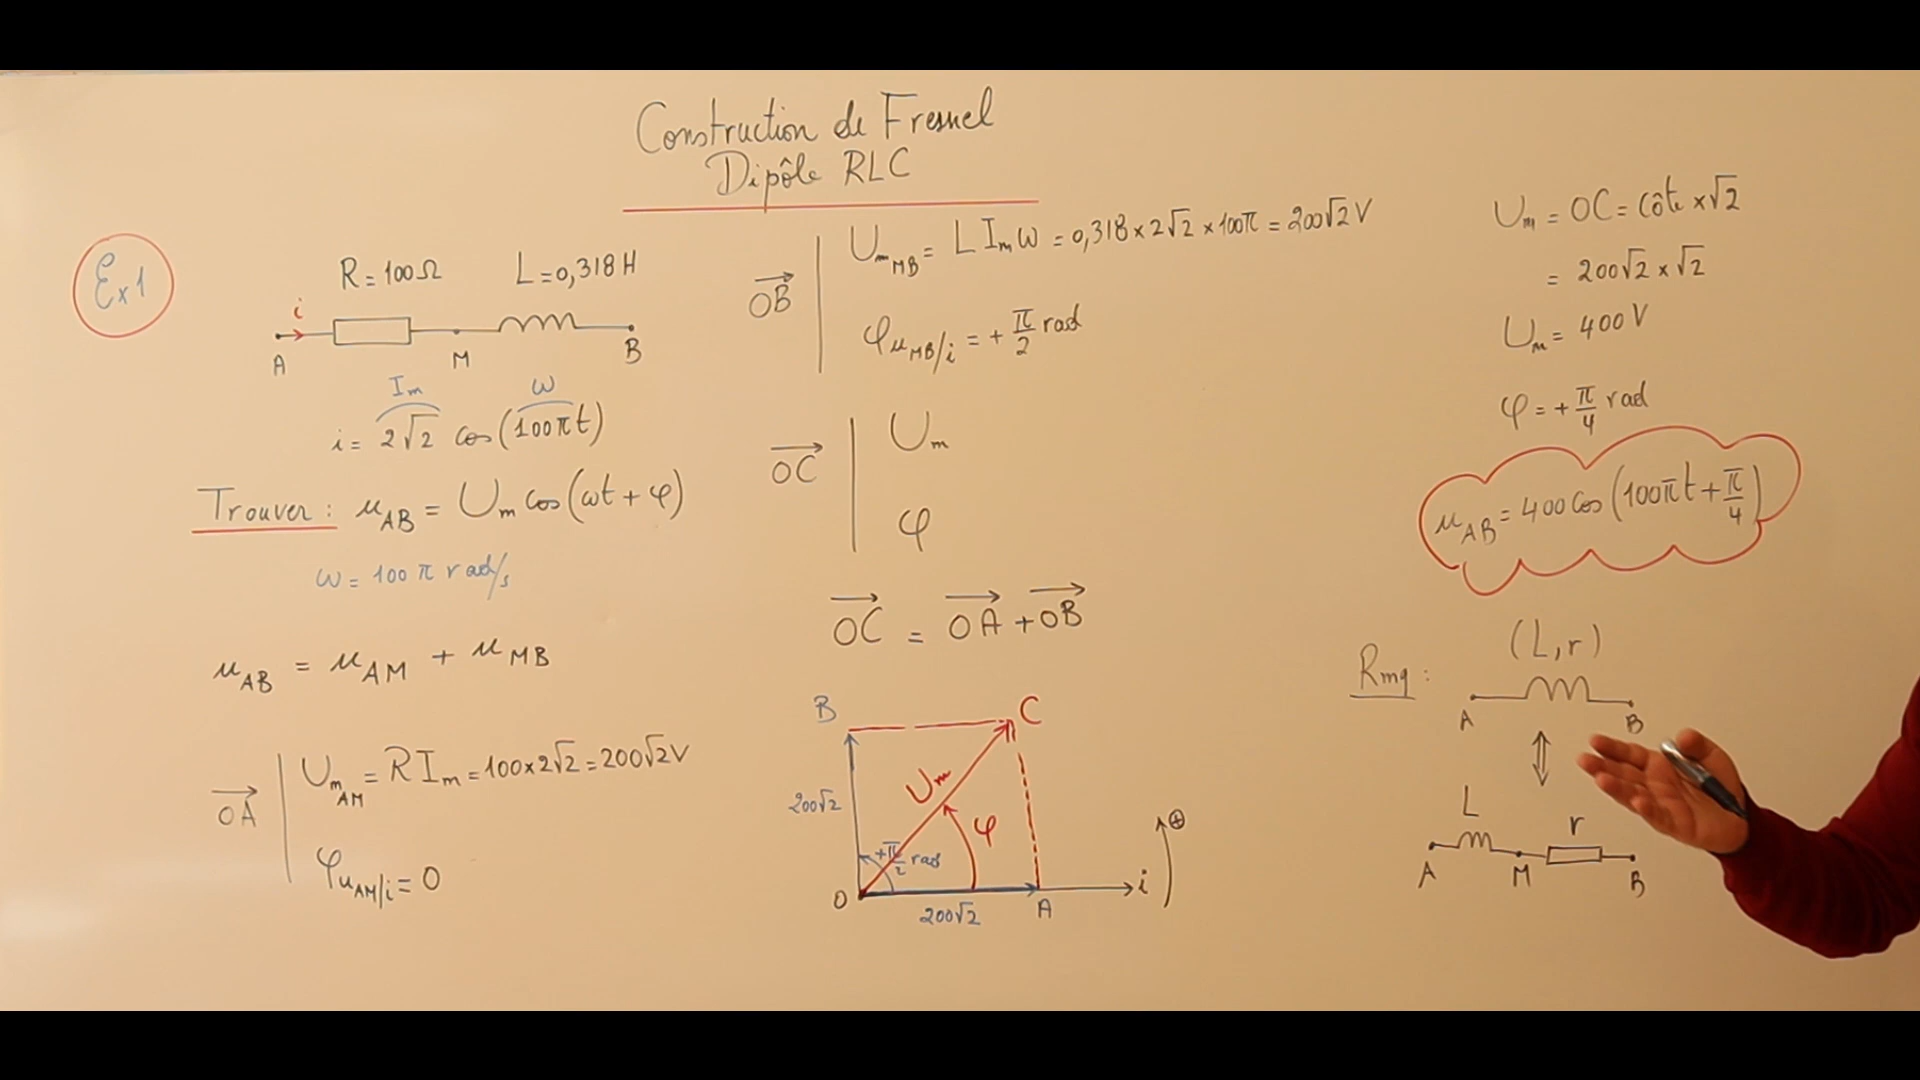 Construction de Fresnel
Dipôle RLC
Ex1
R = 100Ω
L = 0,318 H
i
A
M
B
Im
ω
i = 2√2 cos(100πt)
Trouver : uAB = Um cos(ωt + φ)
ω = 100 π rad/s
uAB = uAM + uMB
OA→
UmAM = R Im = 100×2√2 = 200√2 V
φuAM/i = 0
OB→
UmMB = L Im ω = 0,318 × 2√2 × 100π = 200√2 V
φuMB/i = + π/2 rad
OC→
Um
φ
OC→ = OA→ + OB→
B
C
200√2
Um
φ
+π/2 rad
O
200√2
A
i
⊕
Um = OC = Côté × √2
= 200√2 × √2
Um = 400 V
φ = + π/4 rad
uAB = 400 cos(100πt + π/4)
Rmq :
(L, r)
A
B
⇕
L
r
A
M
B